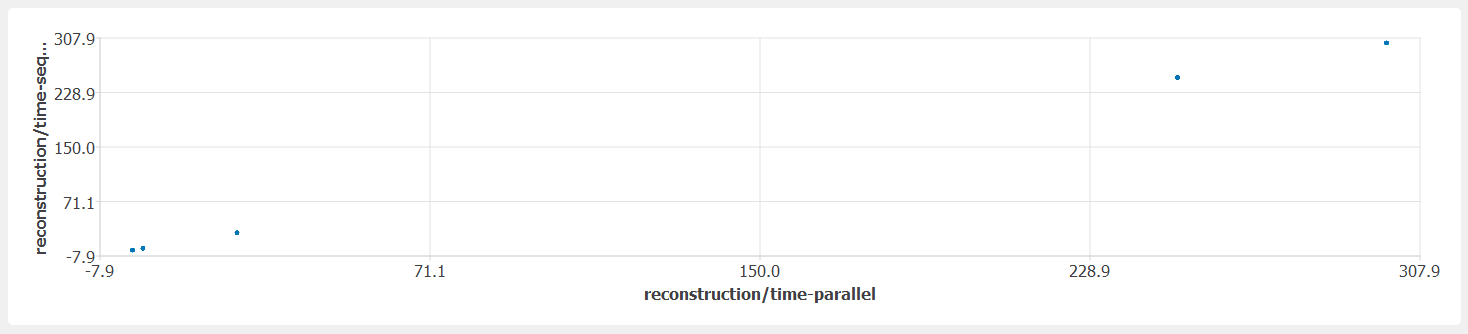 307.9
228.9
150.0
71.1
-7.9
reconstruction/time-seq...
-7.9 71.1 150.0 228.9 307.9
reconstruction/time-parallel